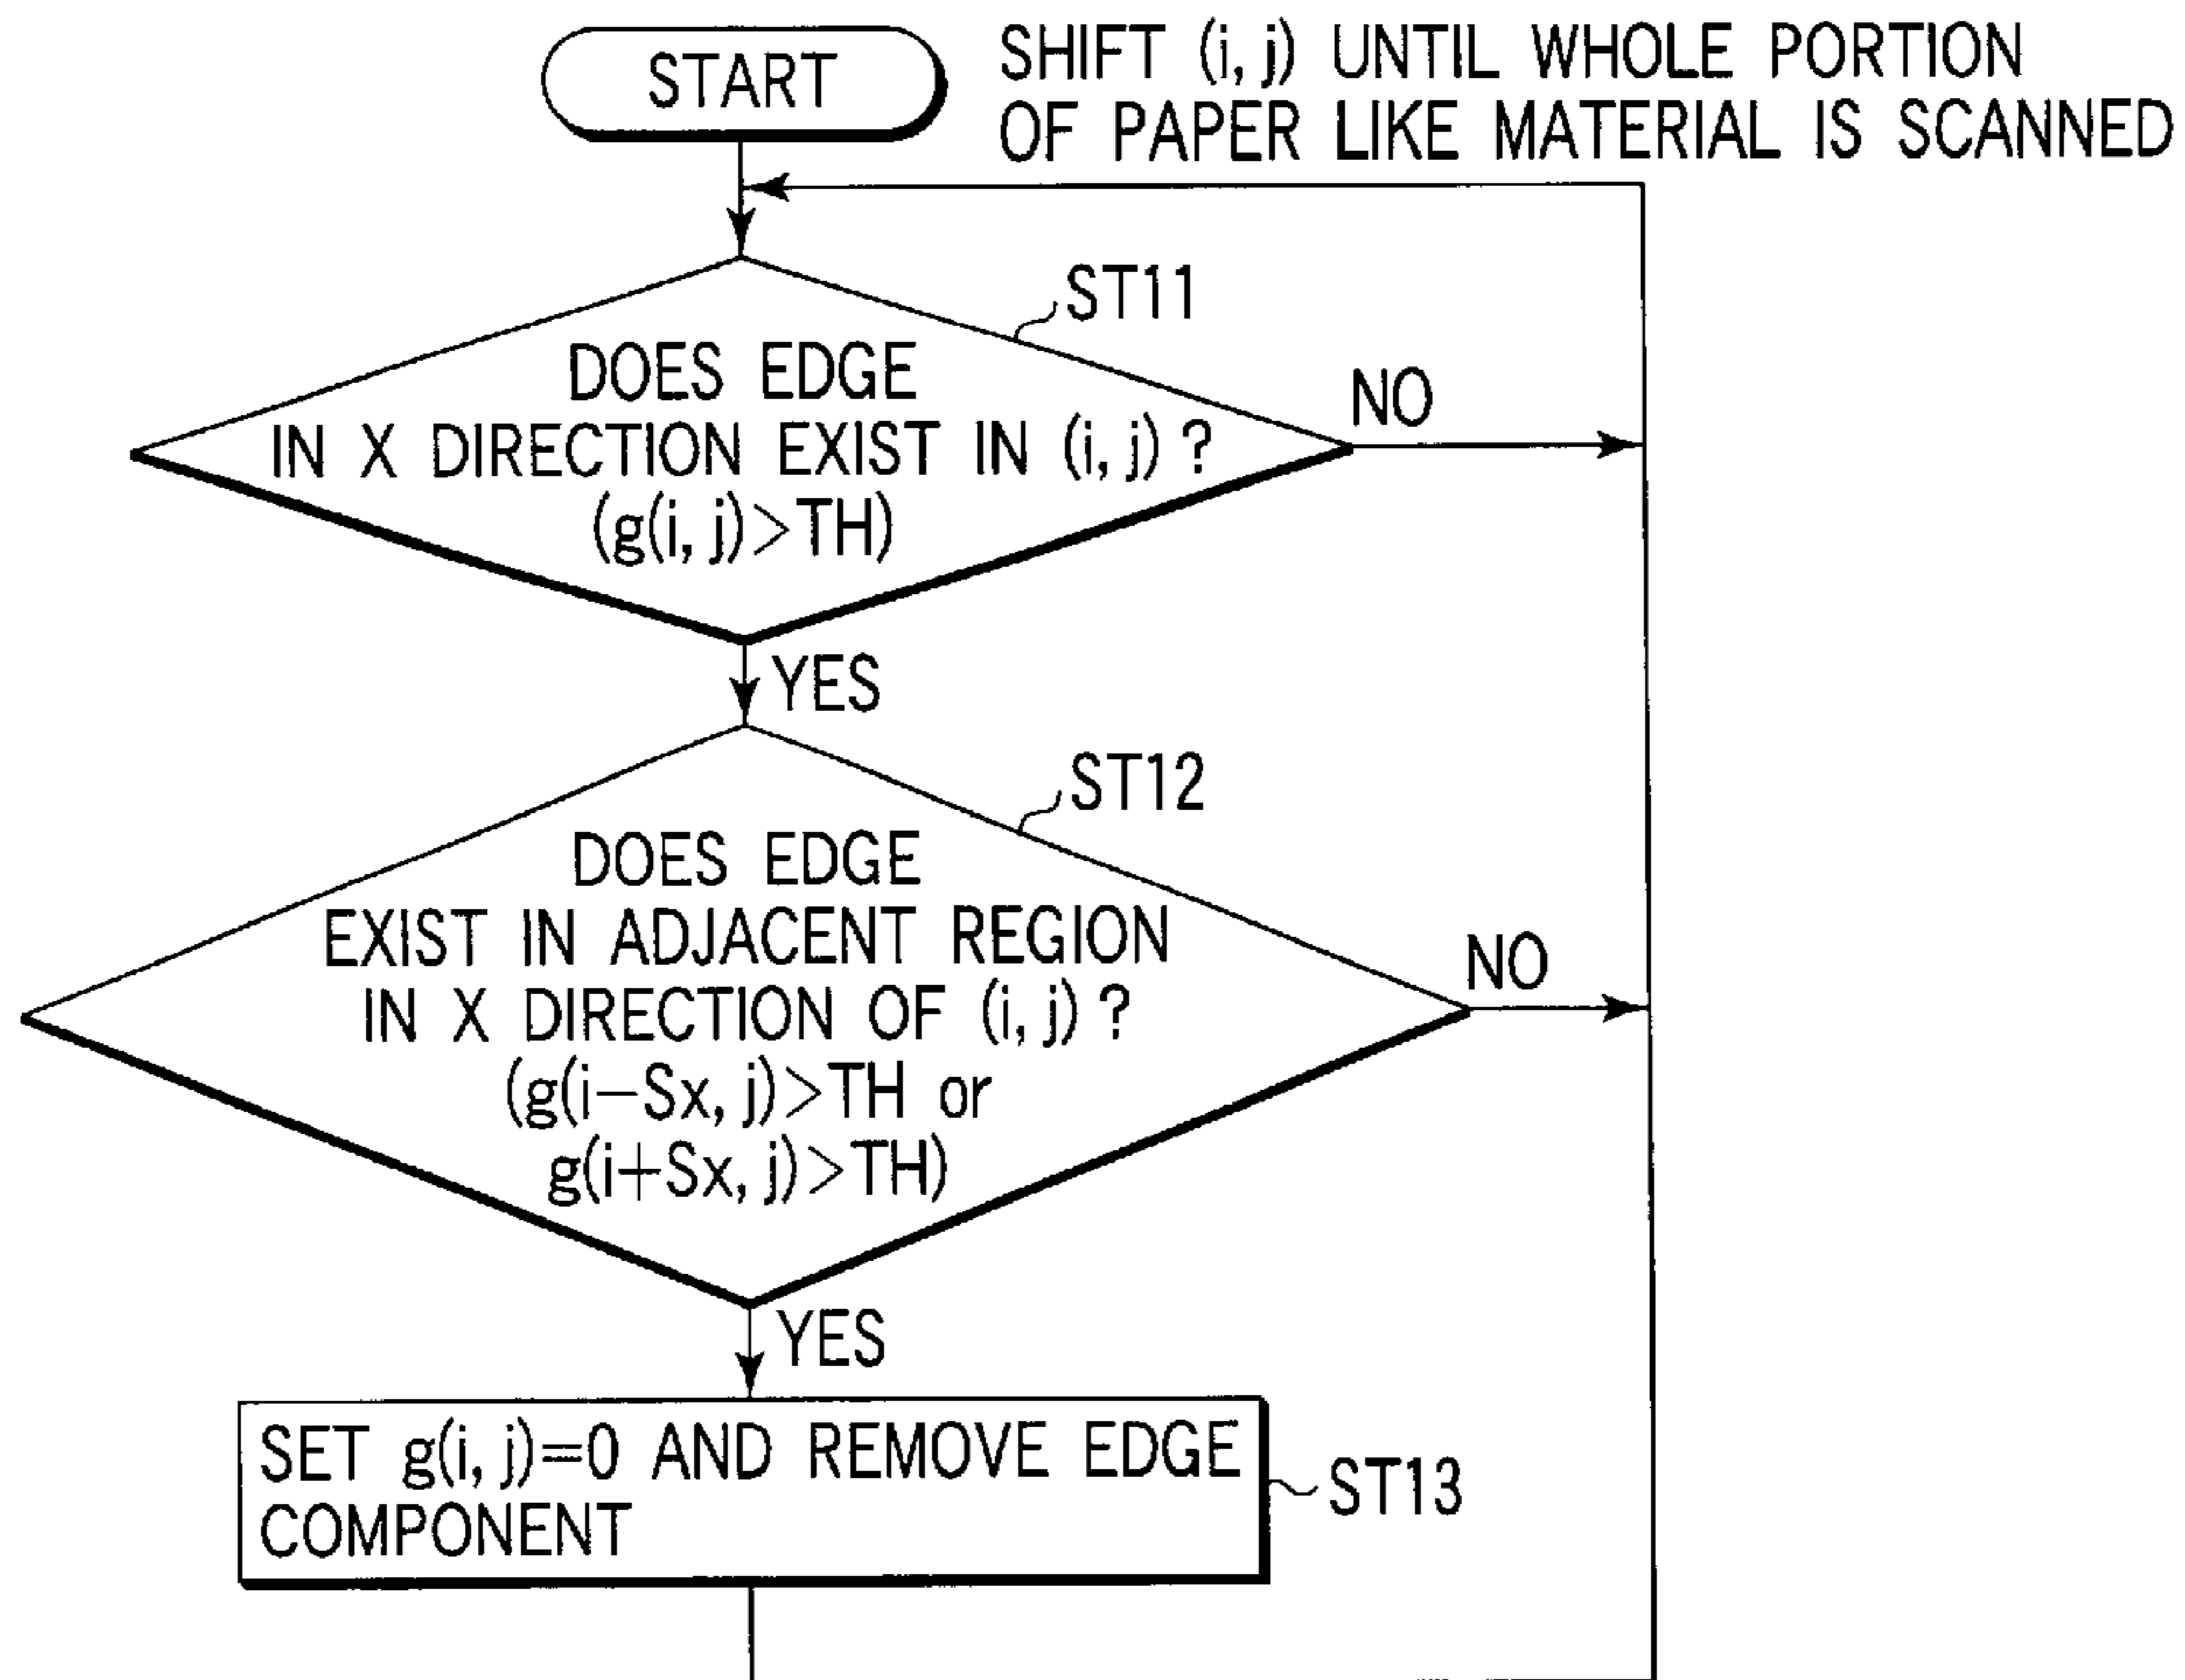 START
SHIFT (i, j) UNTIL WHOLE PORTION
OF PAPER LIKE MATERIAL IS SCANNED
ST11
DOES EDGE
IN X DIRECTION EXIST IN (i, j) ?
(g(i, j)>TH)
NO
YES
ST12
DOES EDGE
EXIST IN ADJACENT REGION
IN X DIRECTION OF (i, j) ?
(g(i−Sx, j)>TH or
g(i+Sx, j)>TH)
NO
YES
SET g(i, j)=0 AND REMOVE EDGE
COMPONENT
ST13